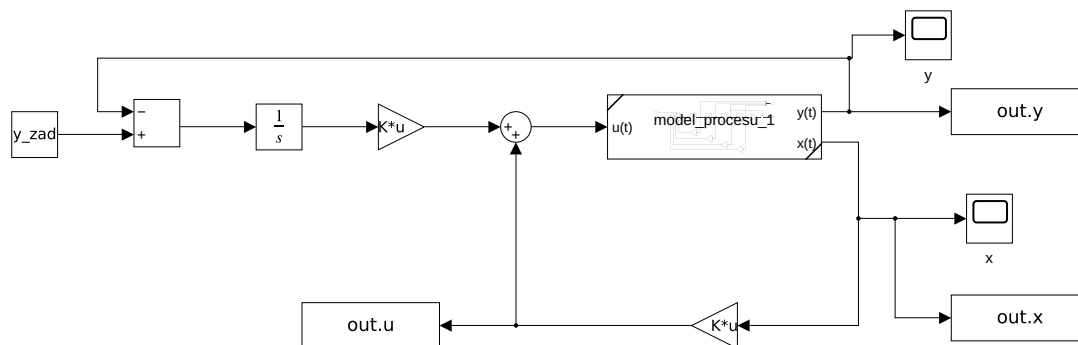 y
−
y_zad
+
1
s
K*u
+
+
u(t)
model_procesu_1
y(t)
x(t)
out.y
x
out.u
K*u
out.x